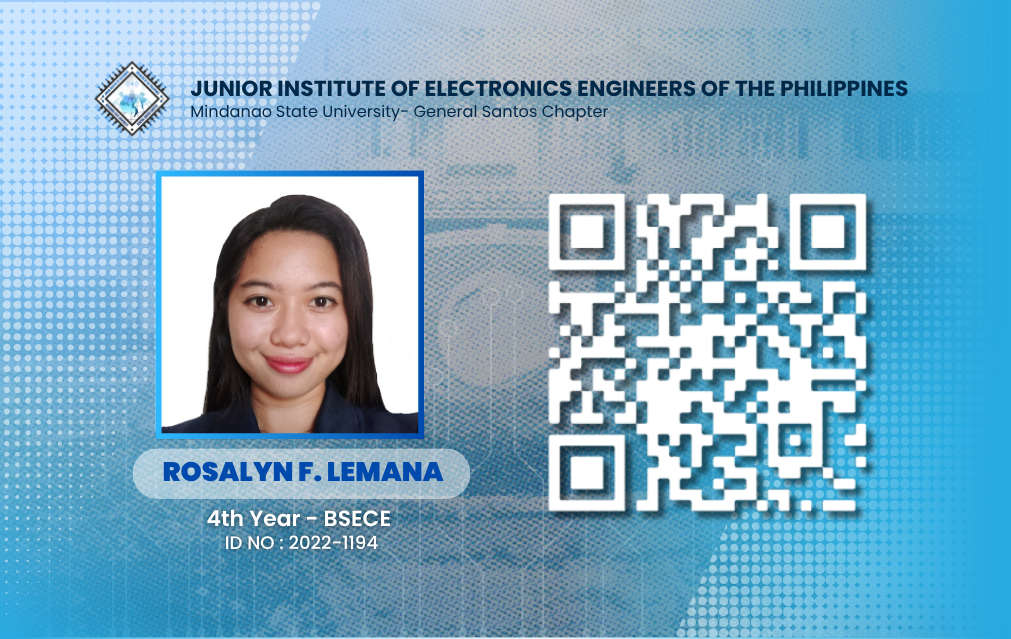 JUNIOR INSTITUTE OF ELECTRONICS ENGINEERS OF THE PHILIPPINES
Mindanao State University- General Santos Chapter
ROSALYN F. LEMANA
4th Year - BSECE
ID NO : 2022-1194